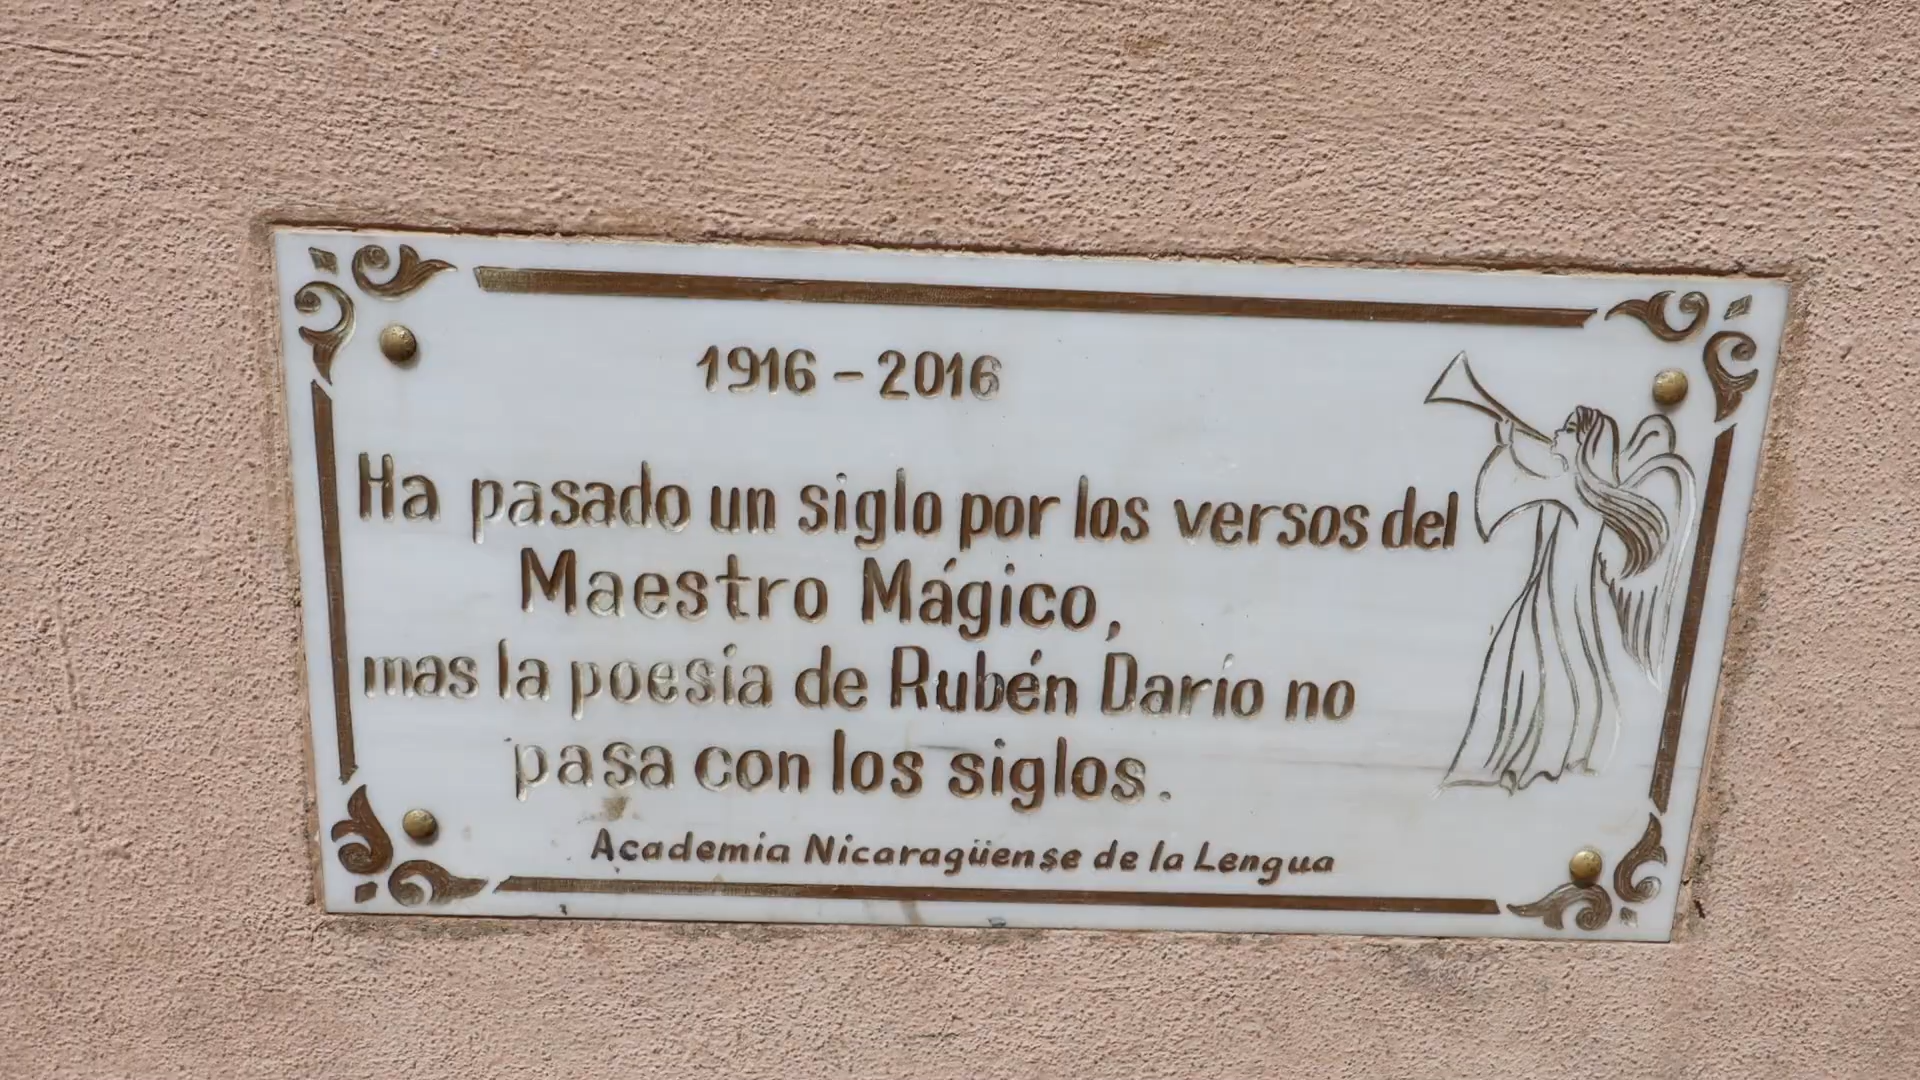 1916 - 2016
Ha pasado un siglo por los versos del
Maestro Mágico,
mas la poesía de Rubén Darío no
pasa con los siglos.
Academia Nicaragüense de la Lengua